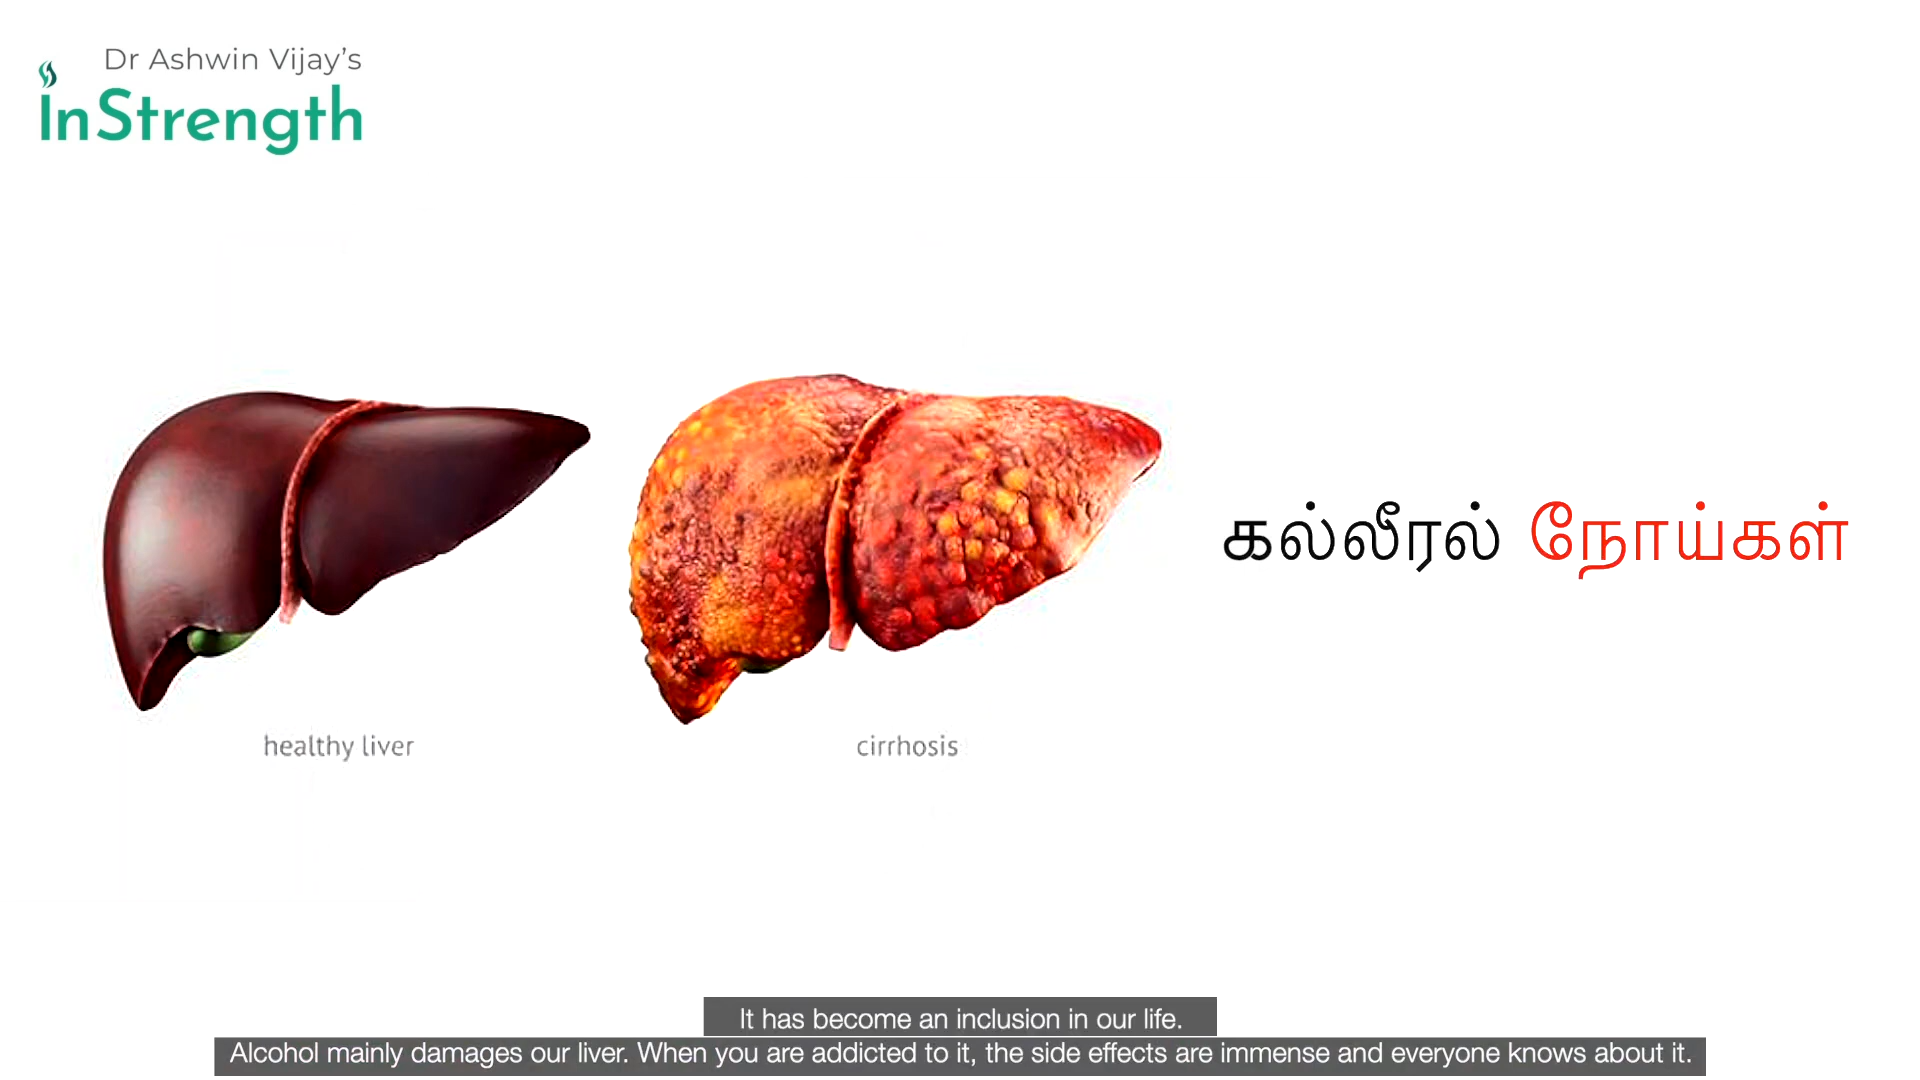 Dr Ashwin Vijay's
InStrength
கல்லீரல் நோய்கள்
healthy liver
cirrhosis
It has become an inclusion in our life.
Alcohol mainly damages our liver. When you are addicted to it, the side effects are immense and everyone knows about it.